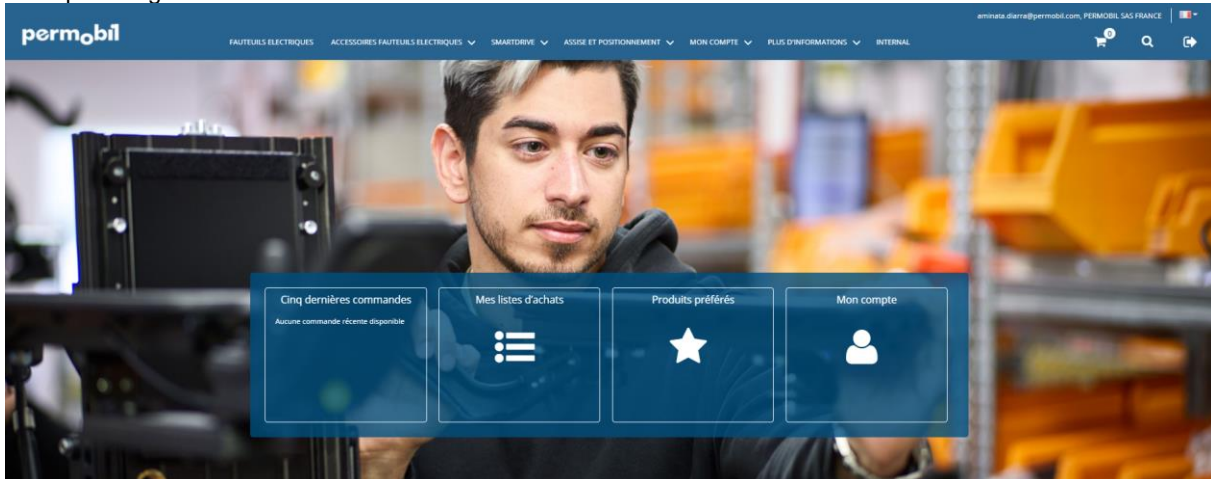 aminata.diarra@permobil.com, PERMOBIL SAS FRANCE
permobil
FAUTEUILS ELECTRIQUES ACCESSOIRES FAUTEUILS ELECTRIQUES SMARTDRIVE ASSISE ET POSITIONNEMENT MON COMPTE PLUS D'INFORMATIONS INTERNAL
0
Cinq dernières commandes
Aucune commande récente disponible
Mes listes d'achats
Produits préférés
Mon compte